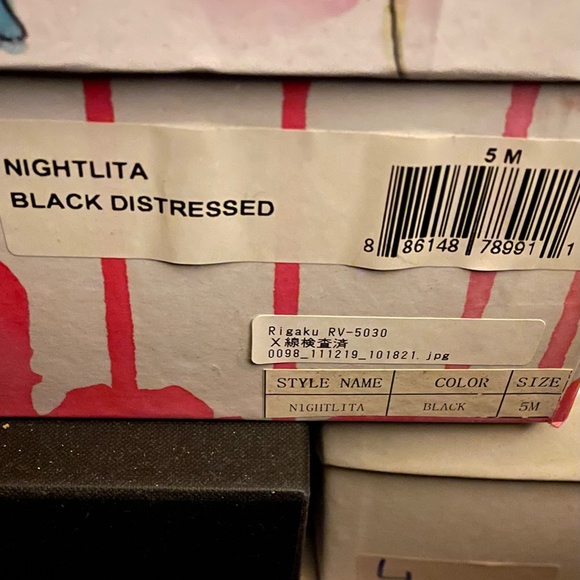 NIGHTLITA
BLACK DISTRESSED
5 M
8 86148 78991 1
Rigaku RV-5030
X線検査済
0098_111219_101821.jpg
STYLE NAME COLOR SIZE
NIGHTLITA BLACK 5M
4